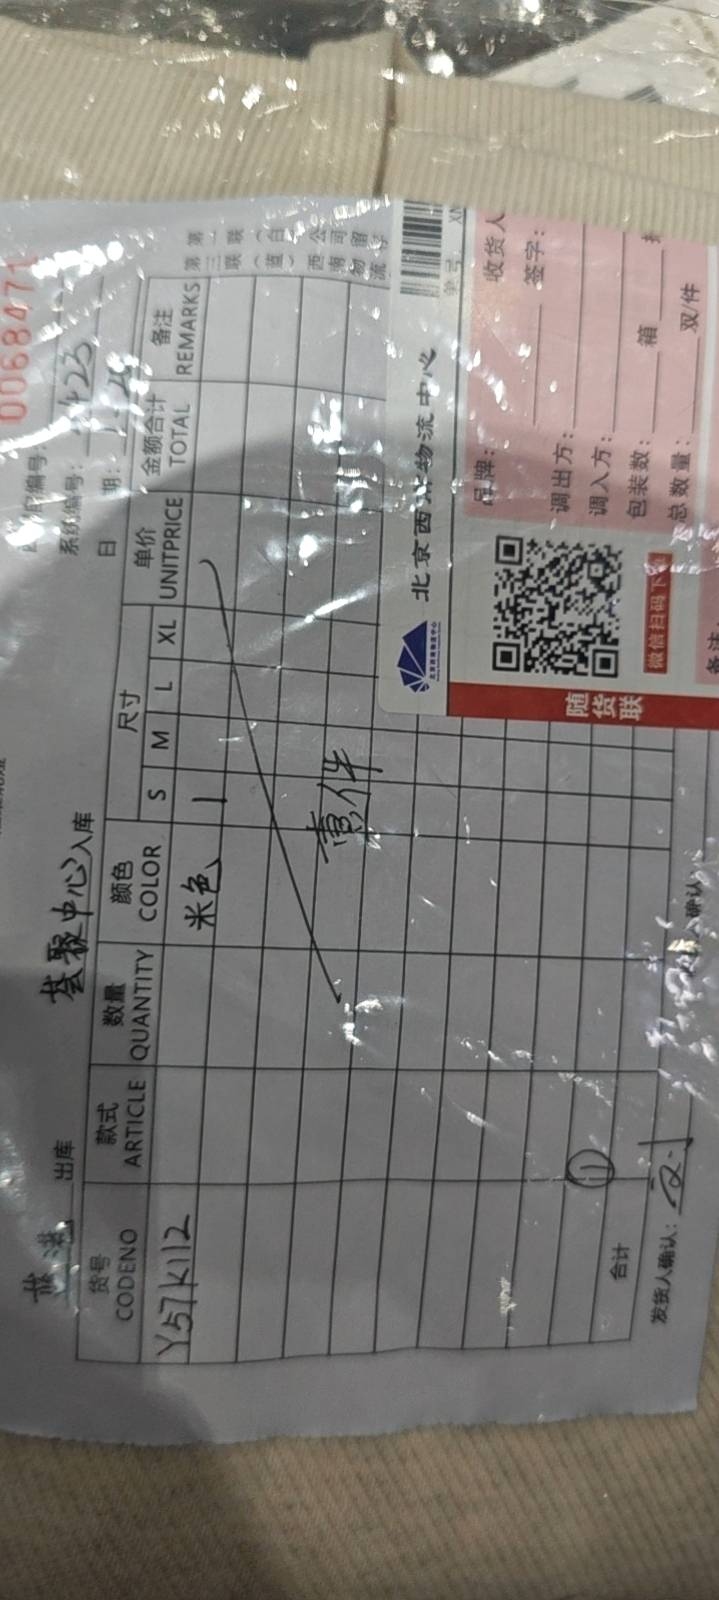 0068471
系统编号：
日 期：
出库
荟聚中心入库
货号 CODENO
款式 ARTICLE
数量 QUANTITY
颜色 COLOR
尺寸
S M L XL
单价 UNITPRICE
金额合计 TOTAL
备注 REMARKS
Y57K112 米色 1
壹件
合计 1
发货人确认：
北京西南物流中心
随货联
微信扫码下
品牌：
收货人
调出方：
签字：
调入方：
包装数： 箱
总数量： 双/件
备注：